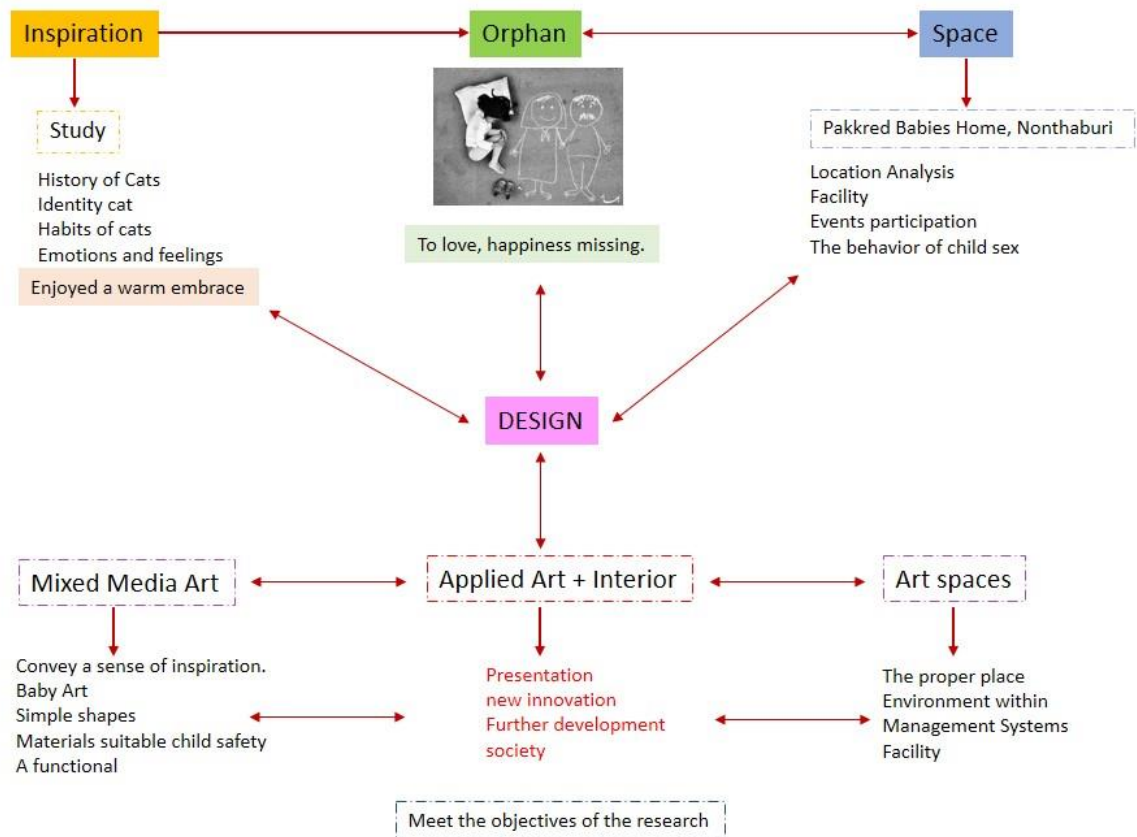 Inspiration
Orphan
Space
Study
History of Cats
Identity cat
Habits of cats
Emotions and feelings
Enjoyed a warm embrace
To love, happiness missing.
Pakkred Babies Home, Nonthaburi
Location Analysis
Facility
Events participation
The behavior of child sex
DESIGN
Mixed Media Art
Applied Art + Interior
Art spaces
Convey a sense of inspiration.
Baby Art
Simple shapes
Materials suitable child safety
A functional
Presentation
new innovation
Further development
society
The proper place
Environment within
Management Systems
Facility
Meet the objectives of the research